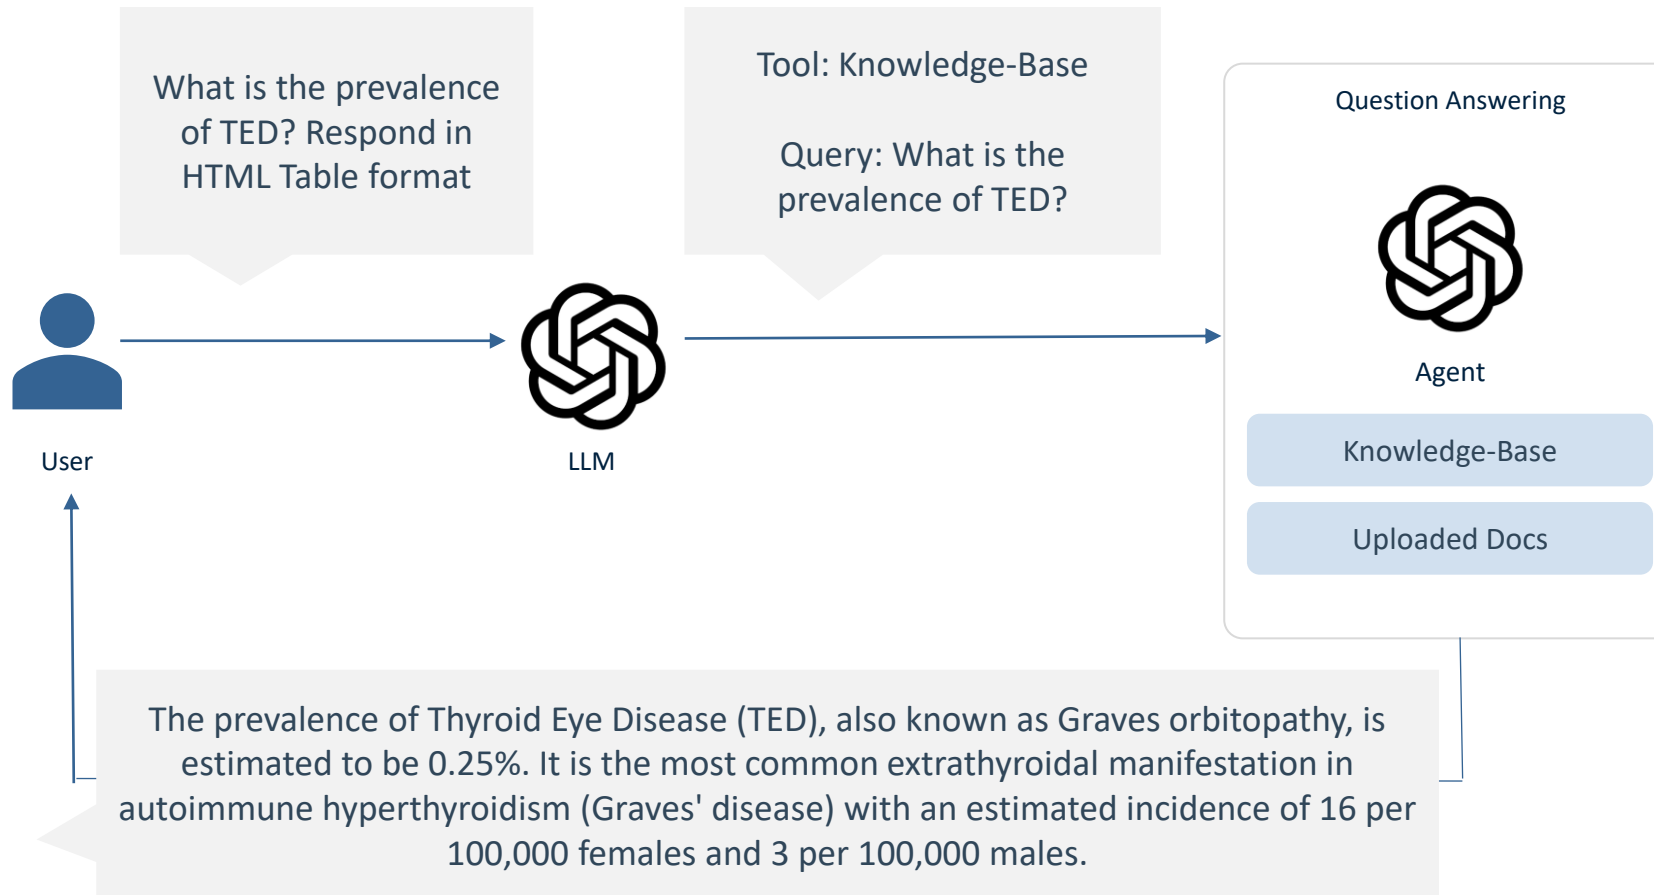 What is the prevalence
of TED? Respond in
HTML Table format
Tool: Knowledge-Base
Query: What is the
prevalence of TED?
Question Answering
Agent
Knowledge-Base
Uploaded Docs
User
LLM
The prevalence of Thyroid Eye Disease (TED), also known as Graves orbitopathy, is
estimated to be 0.25%. It is the most common extrathyroidal manifestation in
autoimmune hyperthyroidism (Graves' disease) with an estimated incidence of 16 per
100,000 females and 3 per 100,000 males.